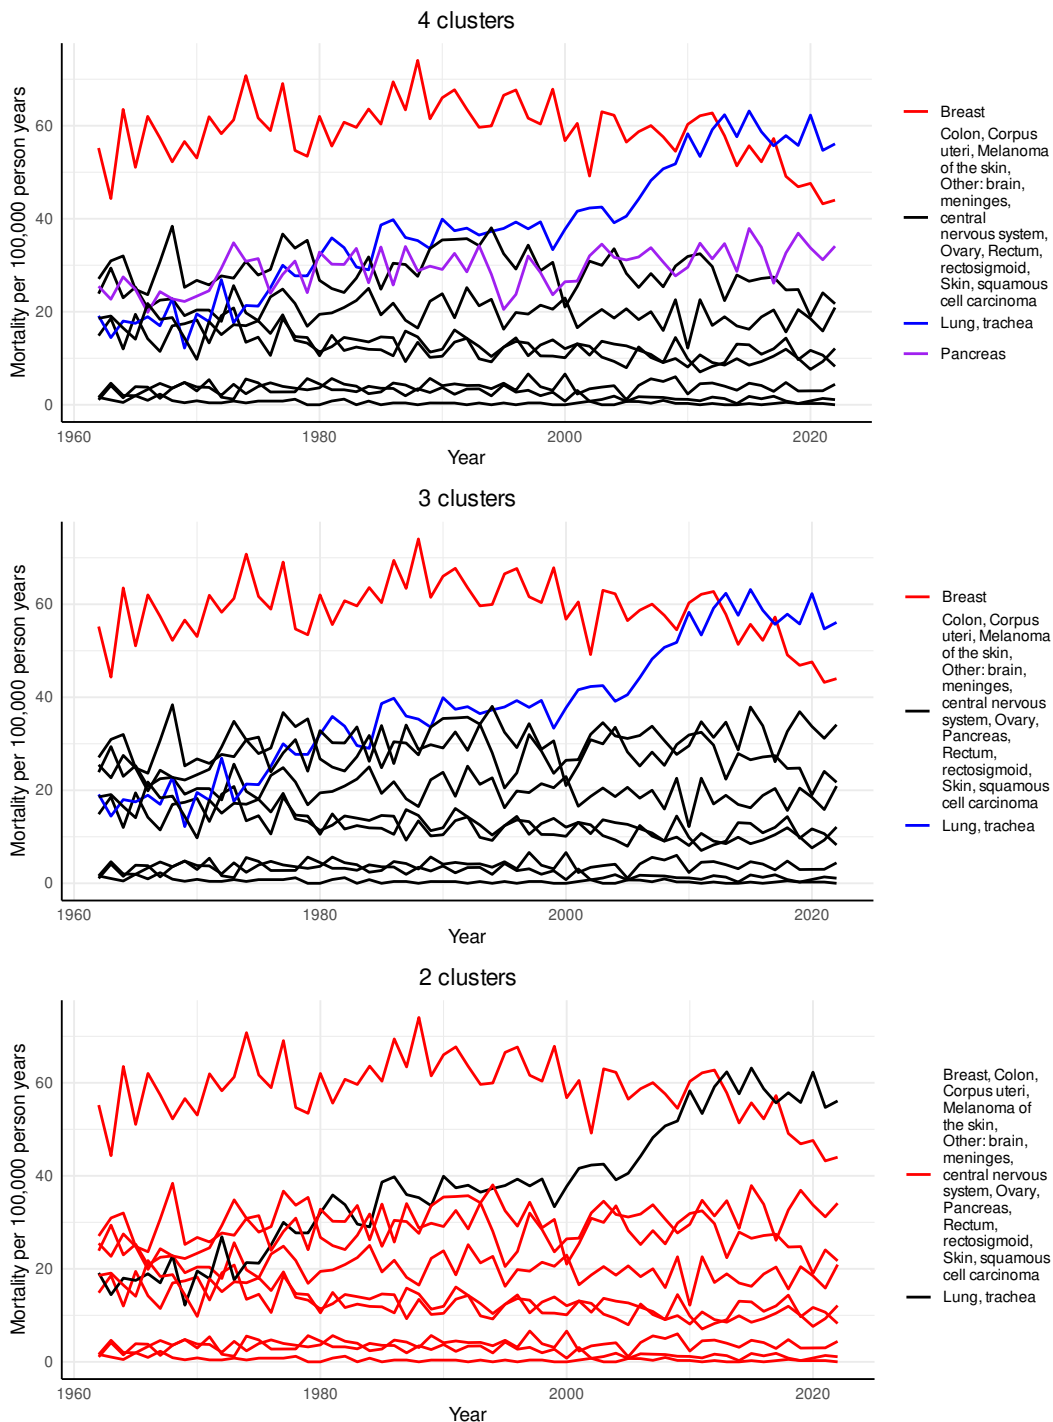 4 clusters
Mortality per 100,000 person years
60
40
20
0
1960
1980
2000
2020
Year
Breast
Colon, Corpus
uteri, Melanoma
of the skin,
Other: brain,
meninges,
central
nervous system,
Ovary, Rectum,
rectosigmoid,
Skin, squamous
cell carcinoma
Lung, trachea
Pancreas
3 clusters
Mortality per 100,000 person years
60
40
20
0
1960
1980
2000
2020
Year
Breast
Colon, Corpus
uteri, Melanoma
of the skin,
Other: brain,
meninges,
central nervous
system, Ovary,
Pancreas,
Rectum,
rectosigmoid,
Skin, squamous
cell carcinoma
Lung, trachea
2 clusters
Mortality per 100,000 person years
60
40
20
0
1960
1980
2000
2020
Year
Breast, Colon,
Corpus uteri,
Melanoma of
the skin,
Other: brain,
meninges,
central nervous
system, Ovary,
Pancreas,
Rectum,
rectosigmoid,
Skin, squamous
cell carcinoma
Lung, trachea